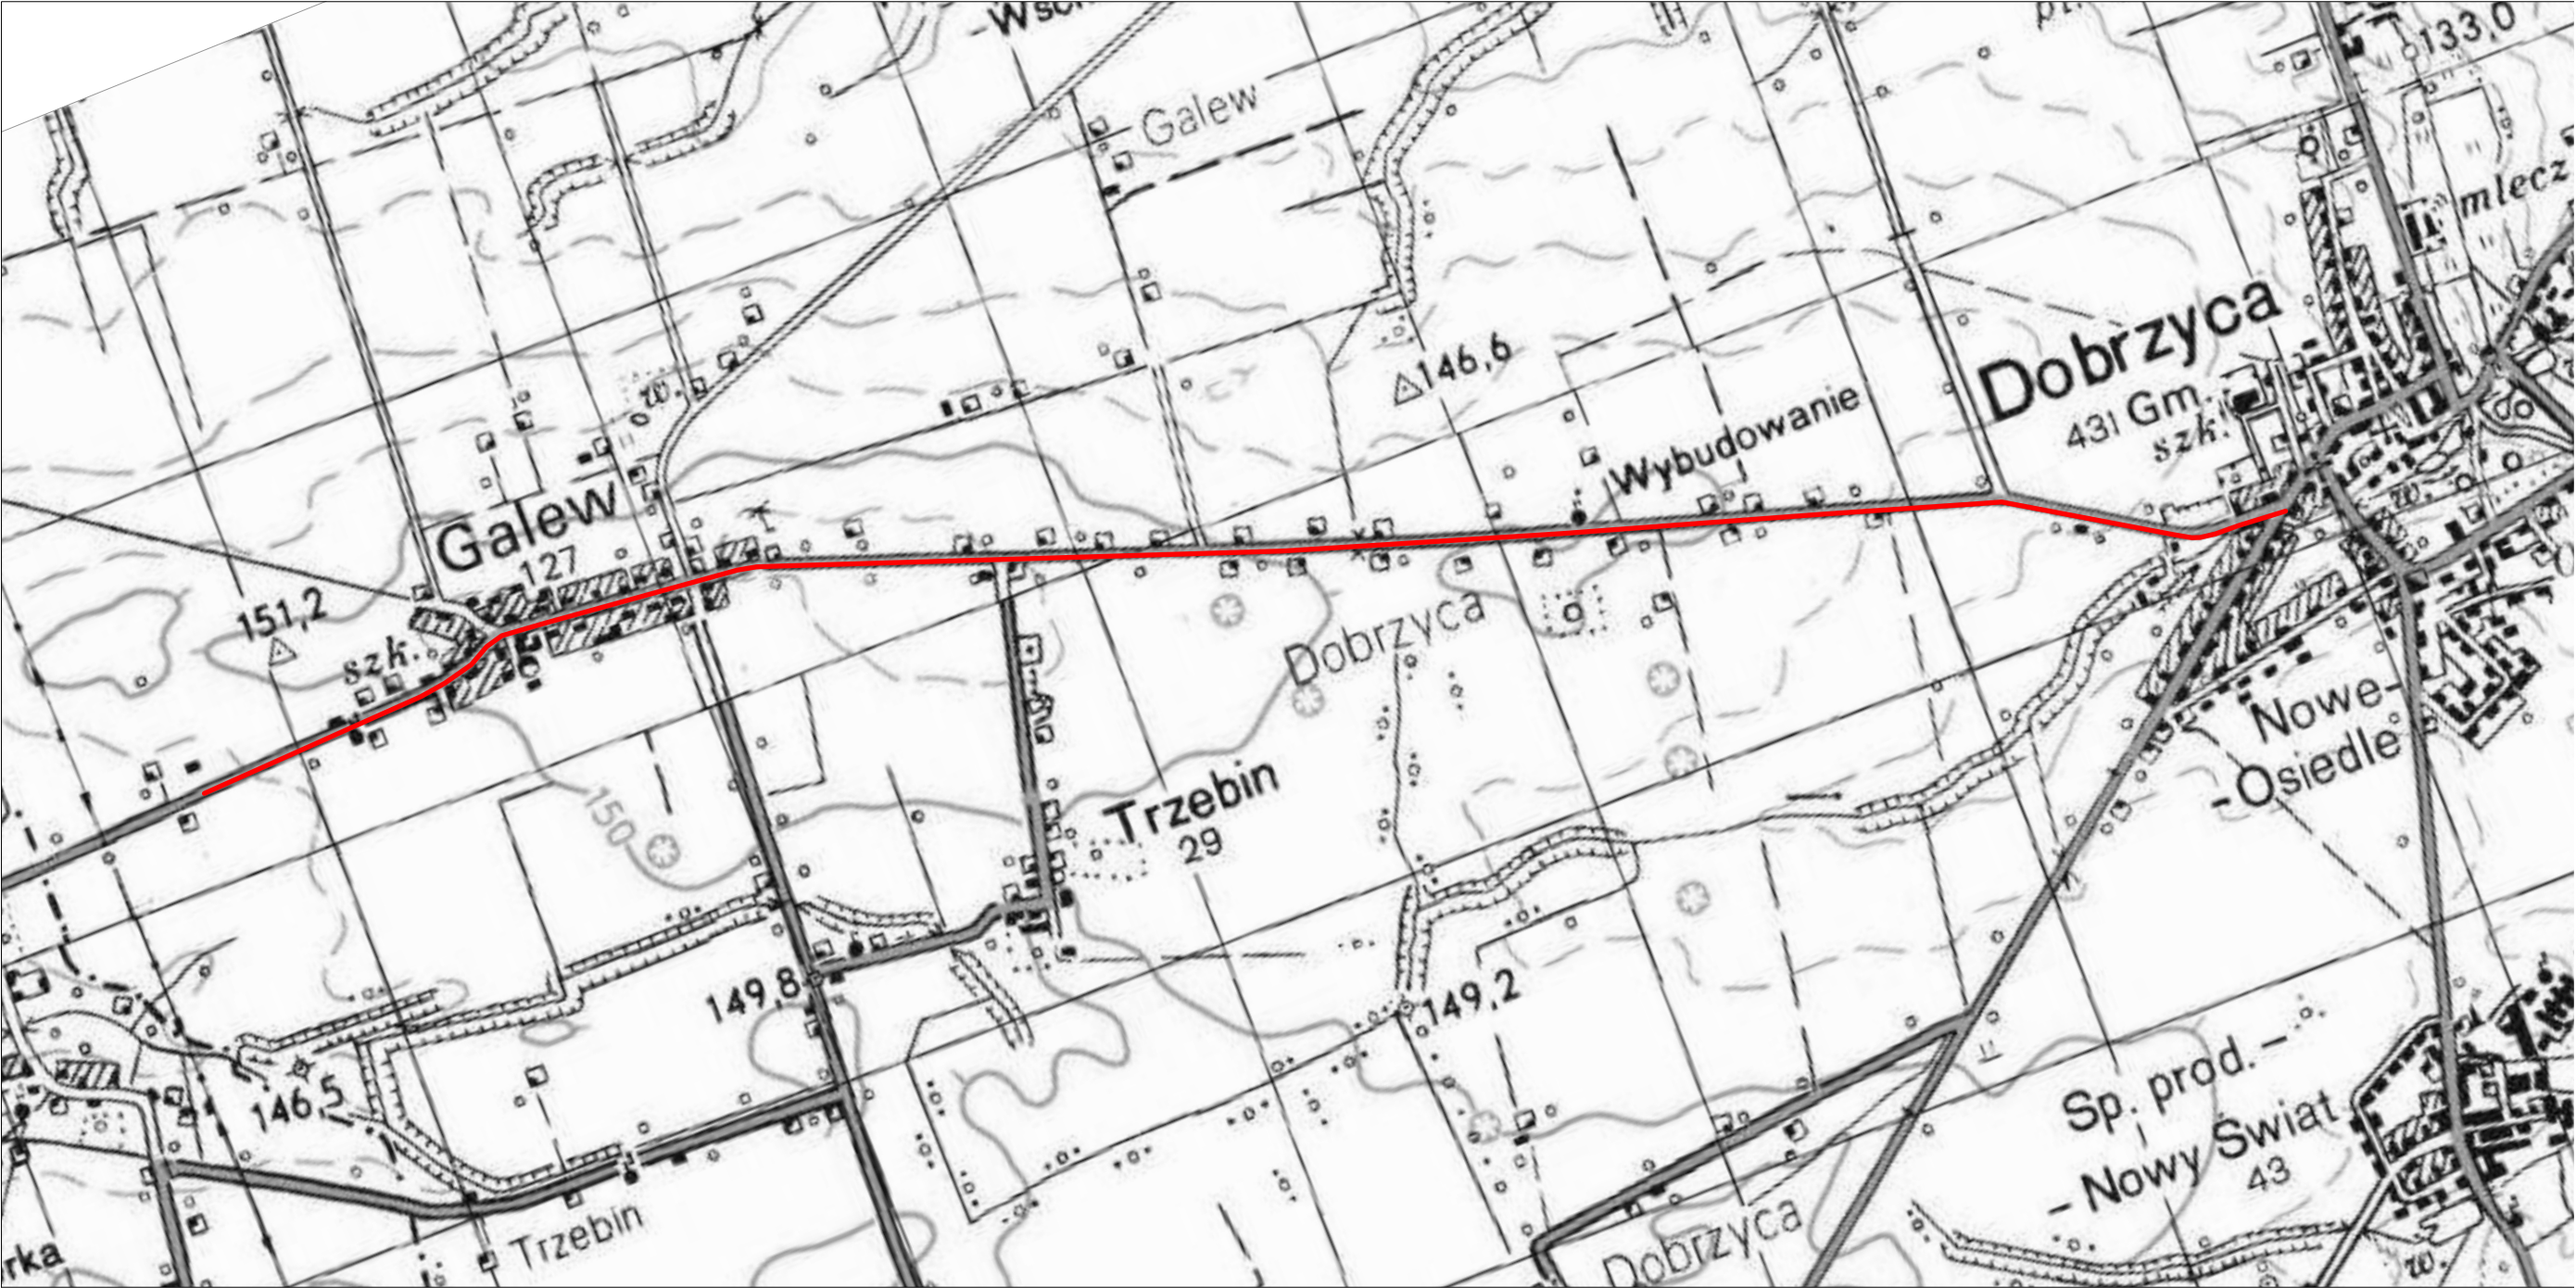 133,0
Galew
mlecz
146,6
Dobrzyca
431 Gm.
szk.
Wybudowanie
w.
Galew
127
w.
151,2
szk.
Dobrzyca
Nowe-
-Osiedle
150
Trzebin
29
149,8
149,2
146,5
Sp. prod. -
- Nowy Świat
43
Trzebin
Dobrzyca
rka
w.